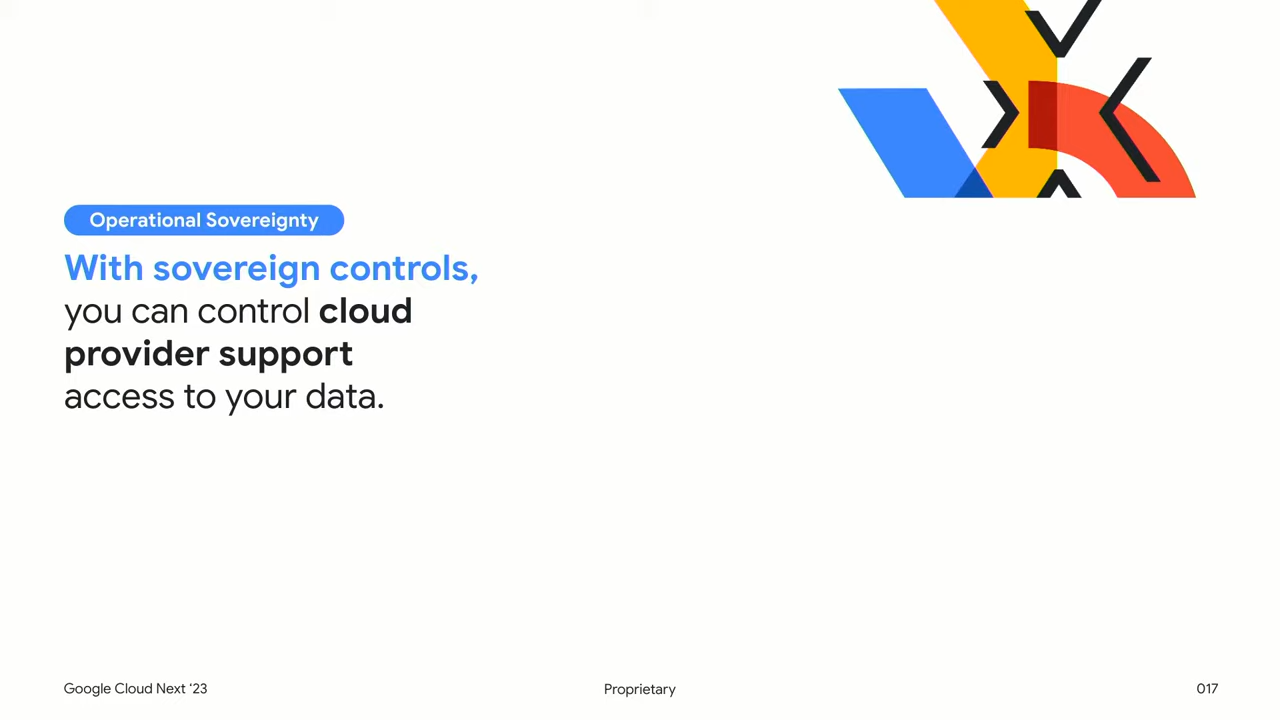 Operational Sovereignty
With sovereign controls,
you can control cloud
provider support
access to your data.
Google Cloud Next ‘23
Proprietary
017